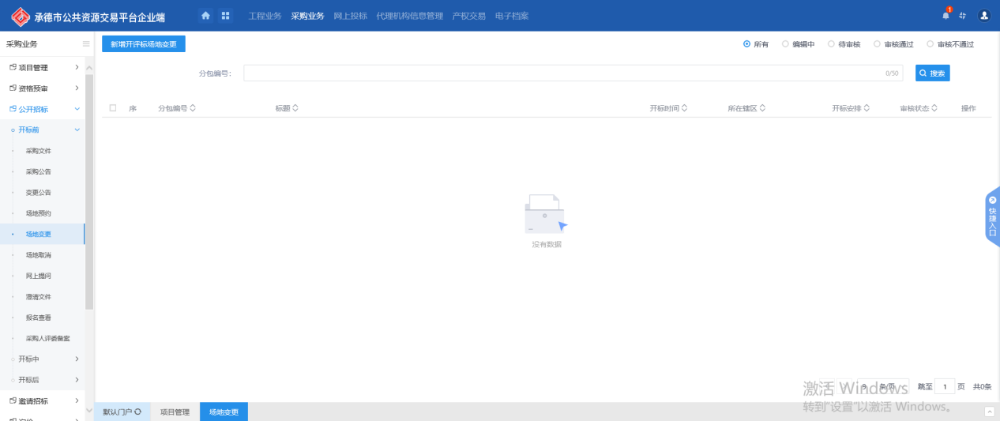 承德市公共资源交易平台企业端
工程业务 采购业务 网上投标 代理机构信息管理 产权交易 电子档案
1
采购业务
项目管理
资格预审
公开招标
开标前
采购文件
采购公告
变更公告
场地预约
场地变更
场地取消
网上提问
澄清文件
报名查看
采购人评委备案
开标中
开标后
邀请招标
新增开评标场地变更
所有 编辑中 待审核 审核通过 审核不通过
分包编号:
0/50
搜索
序 分包编号 标题 开标时间 所在辖区 开标安排 审核状态 操作
没有数据
快捷入口
9 条/页 跳至 1 页 共0条
激活 Windows
转到"设置"以激活 Windows。
默认门户 项目管理 场地变更